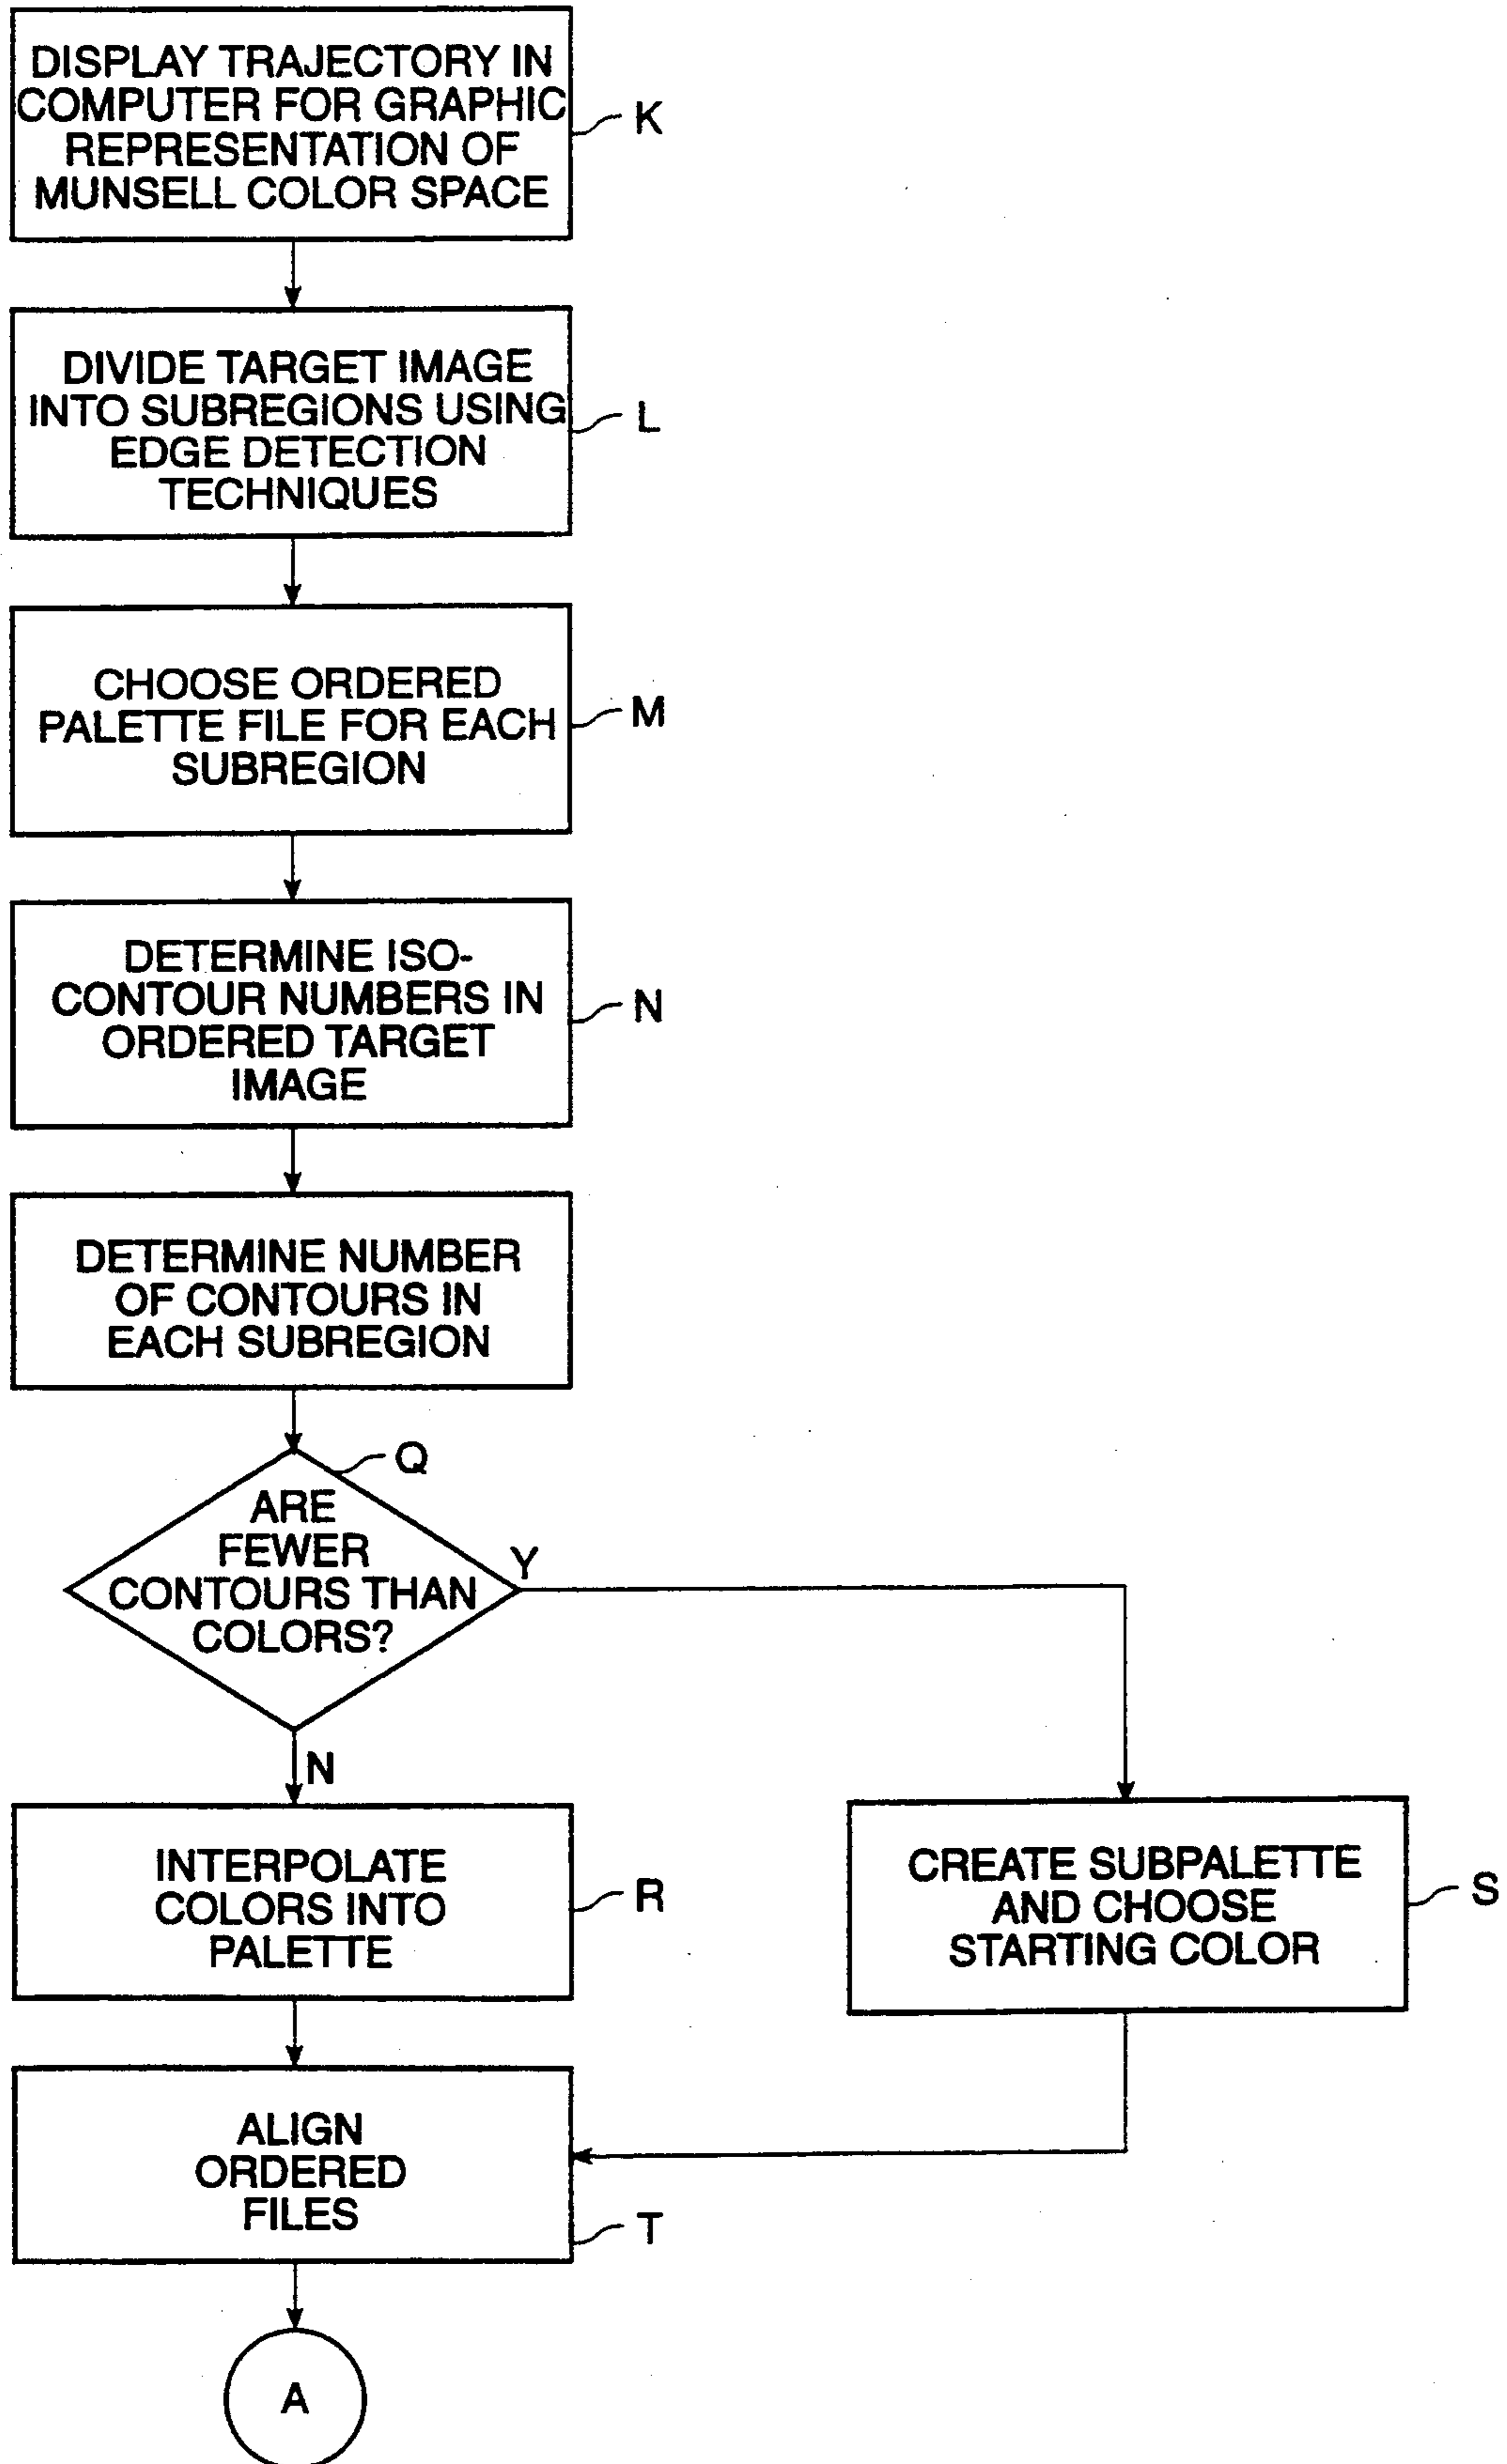 DISPLAY TRAJECTORY IN
COMPUTER FOR GRAPHIC
REPRESENTATION OF
MUNSELL COLOR SPACE
K
DIVIDE TARGET IMAGE
INTO SUBREGIONS USING
EDGE DETECTION
TECHNIQUES
L
CHOOSE ORDERED
PALETTE FILE FOR EACH
SUBREGION
M
DETERMINE ISO-
CONTOUR NUMBERS IN
ORDERED TARGET
IMAGE
N
DETERMINE NUMBER
OF CONTOURS IN
EACH SUBREGION
Q
ARE
FEWER
CONTOURS THAN
COLORS?
Y
N
INTERPOLATE
COLORS INTO
PALETTE
R
CREATE SUBPALETTE
AND CHOOSE
STARTING COLOR
S
ALIGN
ORDERED
FILES
T
A